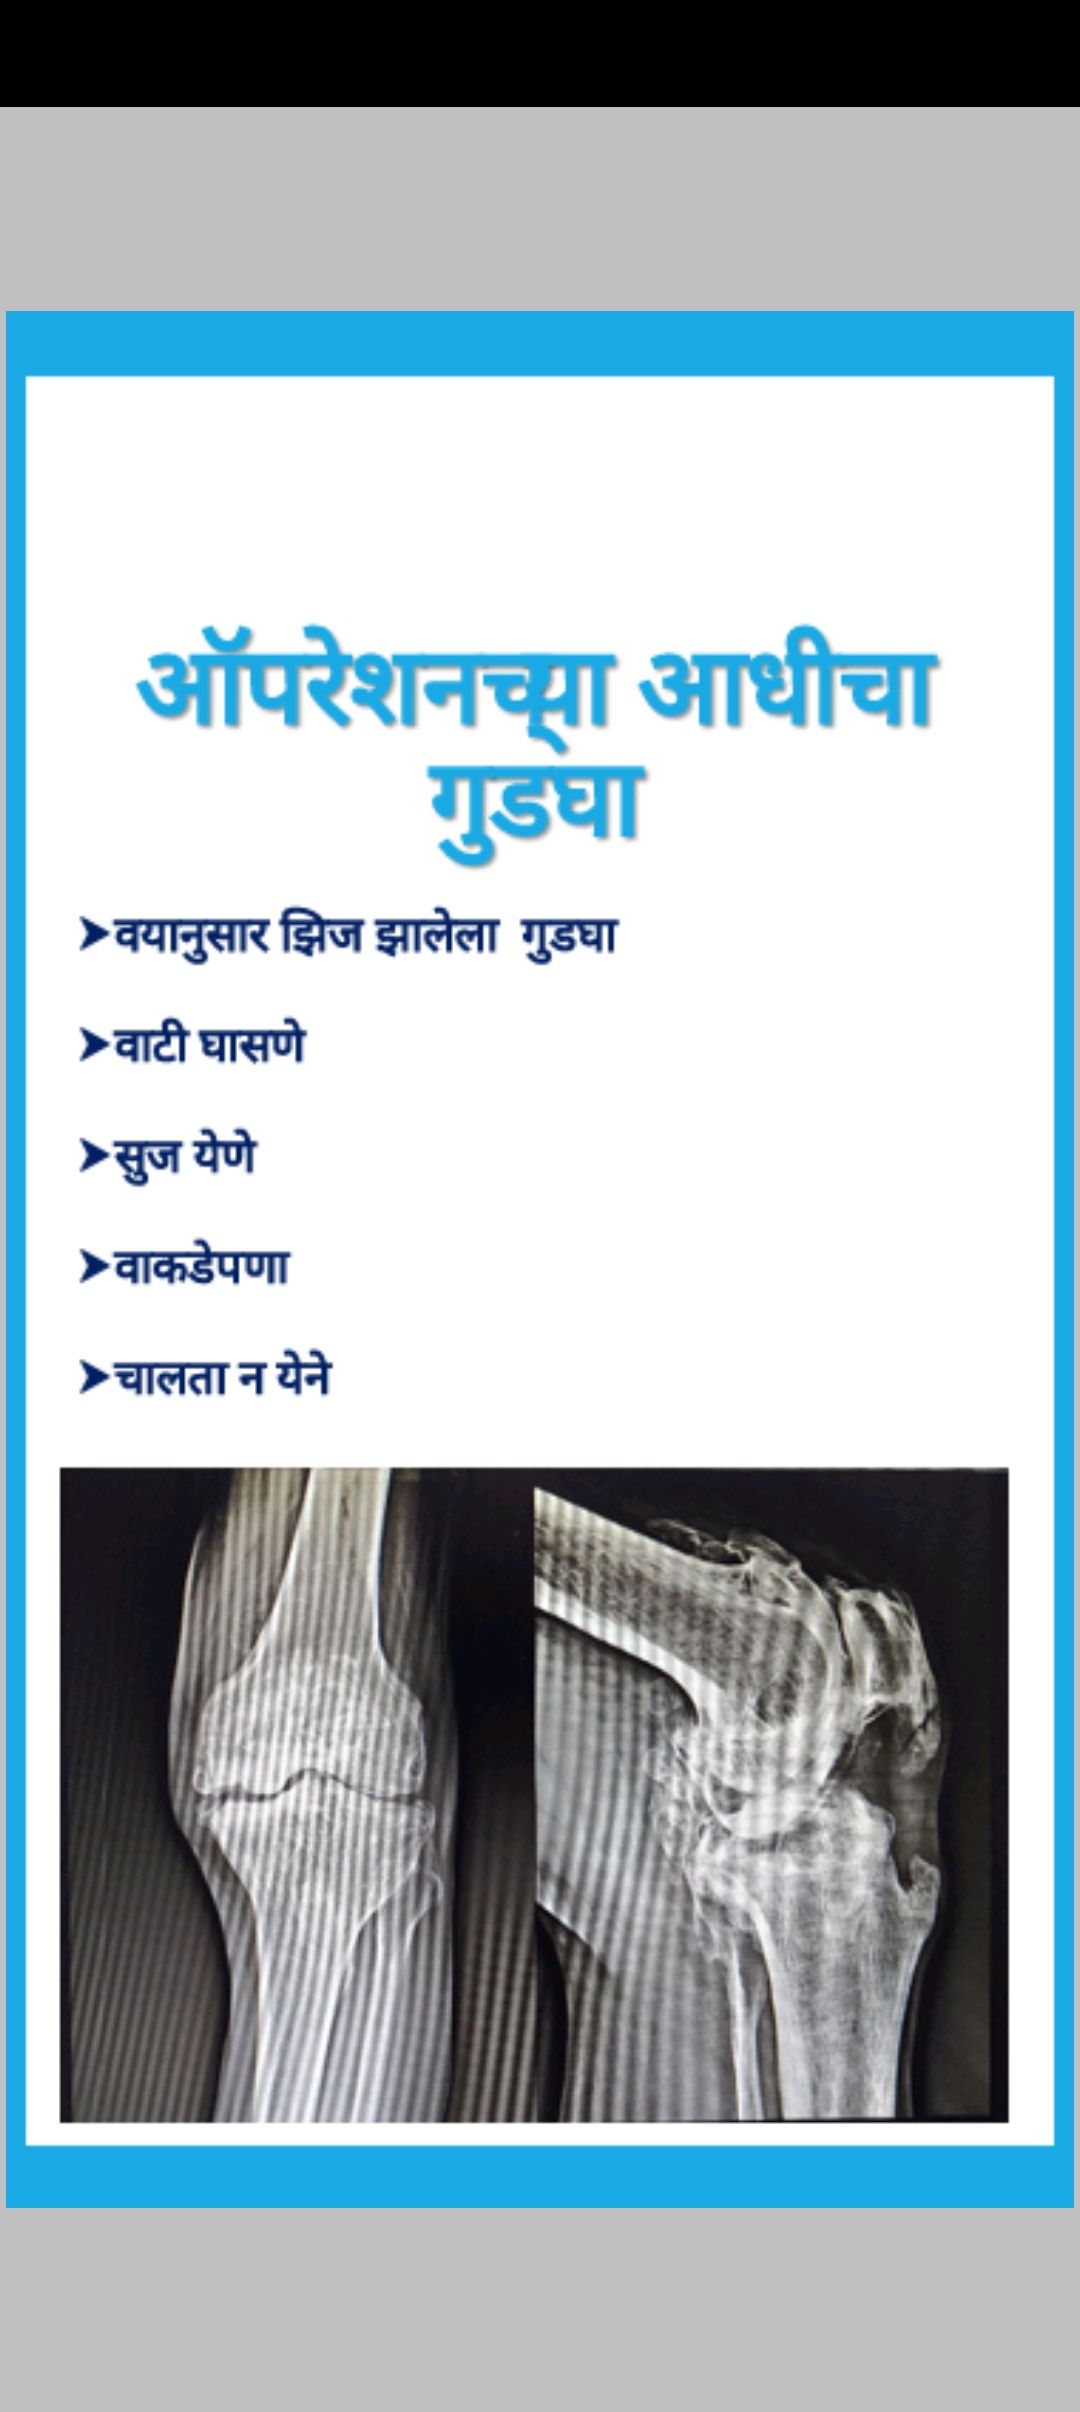 ऑपरेशनच्या आधीचा
गुडघा
➤वयानुसार झिज झालेला गुडघा
➤वाटी घासणे
➤सुज येणे
➤वाकडेपणा
➤चालता न येने